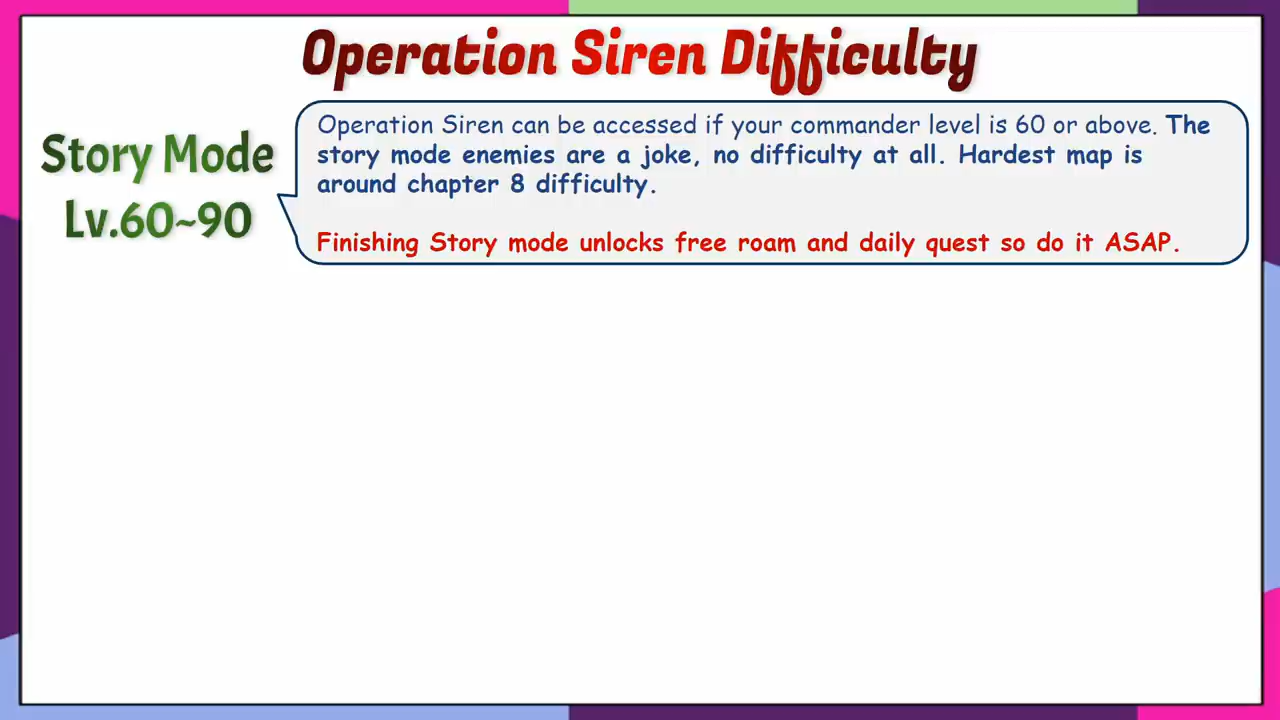 Operation Siren Difficulty
Story Mode
Lv.60~90
Operation Siren can be accessed if your commander level is 60 or above. The
story mode enemies are a joke, no difficulty at all. Hardest map is
around chapter 8 difficulty.
Finishing Story mode unlocks free roam and daily quest so do it ASAP.